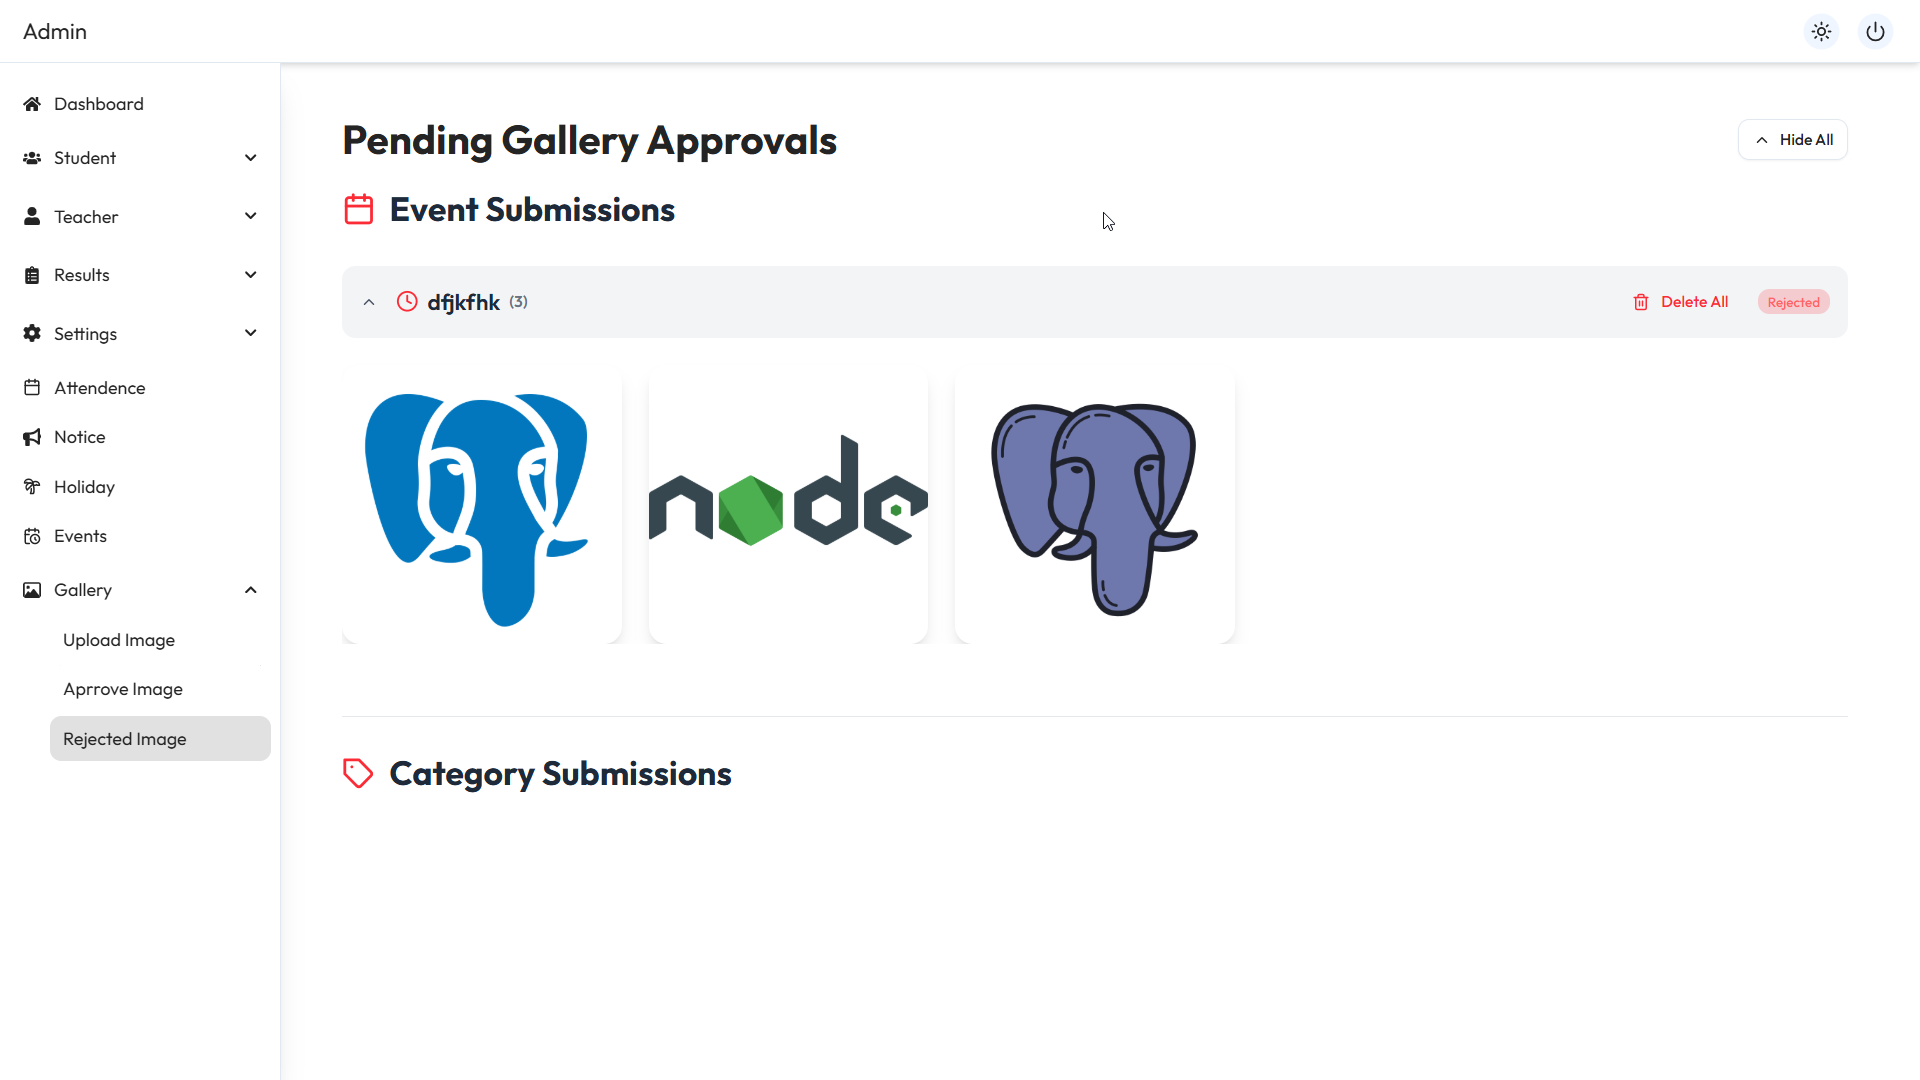 Admin
Dashboard
Student
Teacher
Results
Settings
Attendence
Notice
Holiday
Events
Gallery
Upload Image
Aprrove Image
Rejected Image
Pending Gallery Approvals
Hide All
Event Submissions
dfjkfhk (3)
Delete All
Rejected
node
Category Submissions